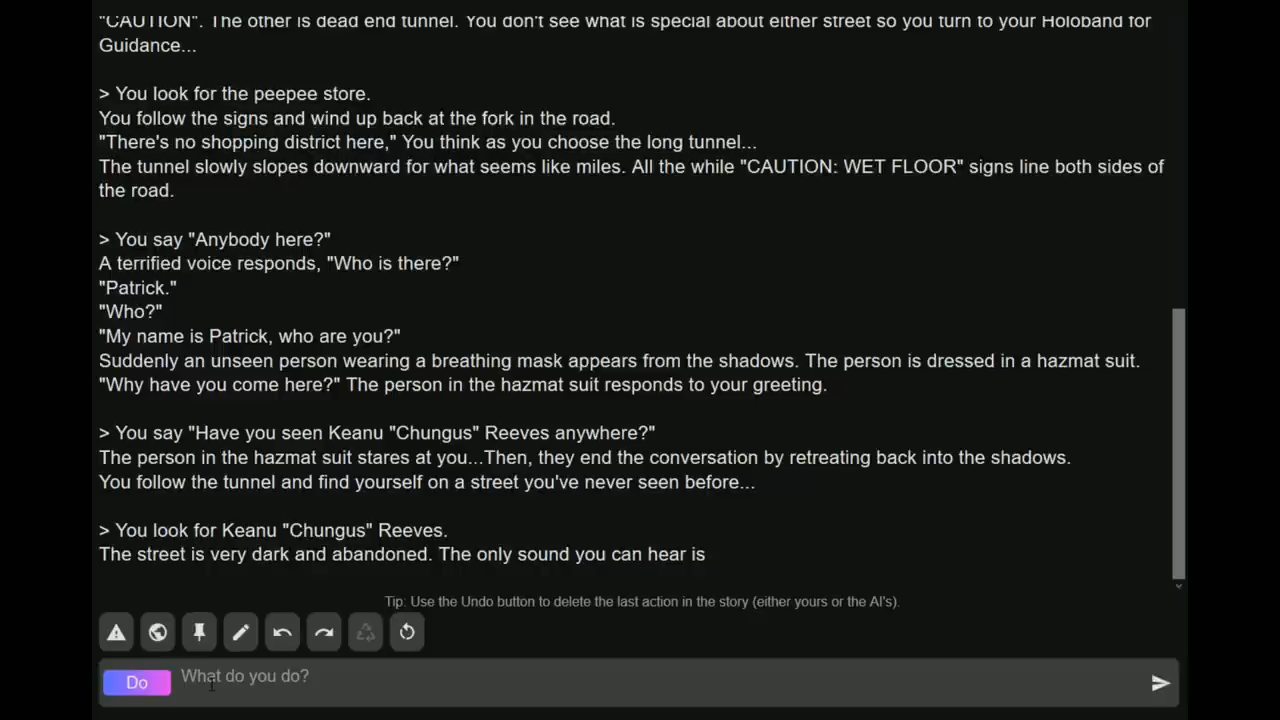 "CAUTION". The other is dead end tunnel. You don't see what is special about either street so you turn to your Holoband for
Guidance...
> You look for the peepee store.
You follow the signs and wind up back at the fork in the road.
"There's no shopping district here," You think as you choose the long tunnel...
The tunnel slowly slopes downward for what seems like miles. All the while "CAUTION: WET FLOOR" signs line both sides of
the road.
> You say "Anybody here?"
A terrified voice responds, "Who is there?"
"Patrick."
"Who?"
"My name is Patrick, who are you?"
Suddenly an unseen person wearing a breathing mask appears from the shadows. The person is dressed in a hazmat suit.
"Why have you come here?" The person in the hazmat suit responds to your greeting.
> You say "Have you seen Keanu "Chungus" Reeves anywhere?"
The person in the hazmat suit stares at you...Then, they end the conversation by retreating back into the shadows.
You follow the tunnel and find yourself on a street you've never seen before...
> You look for Keanu "Chungus" Reeves.
The street is very dark and abandoned. The only sound you can hear is
Tip: Use the Undo button to delete the last action in the story (either yours or the AI's).
Do What do you do?